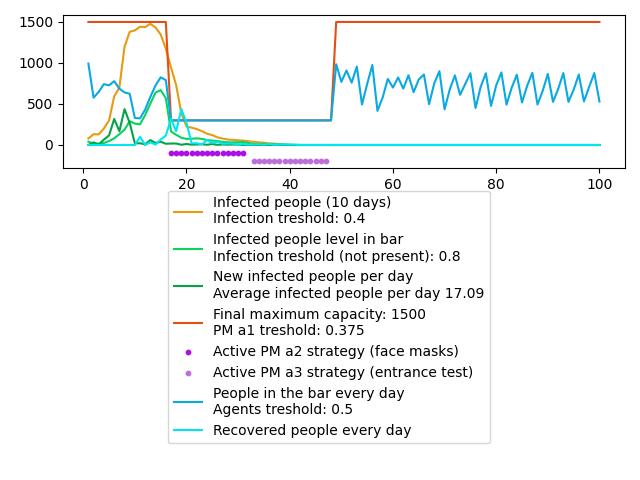 1500
1000
500
0
0 20 40 60 80 100
Infected people (10 days)
Infection treshold: 0.4
Infected people level in bar
Infection treshold (not present): 0.8
New infected people per day
Average infected people per day 17.09
Final maximum capacity: 1500
PM a1 treshold: 0.375
Active PM a2 strategy (face masks)
Active PM a3 strategy (entrance test)
People in the bar every day
Agents treshold: 0.5
Recovered people every day